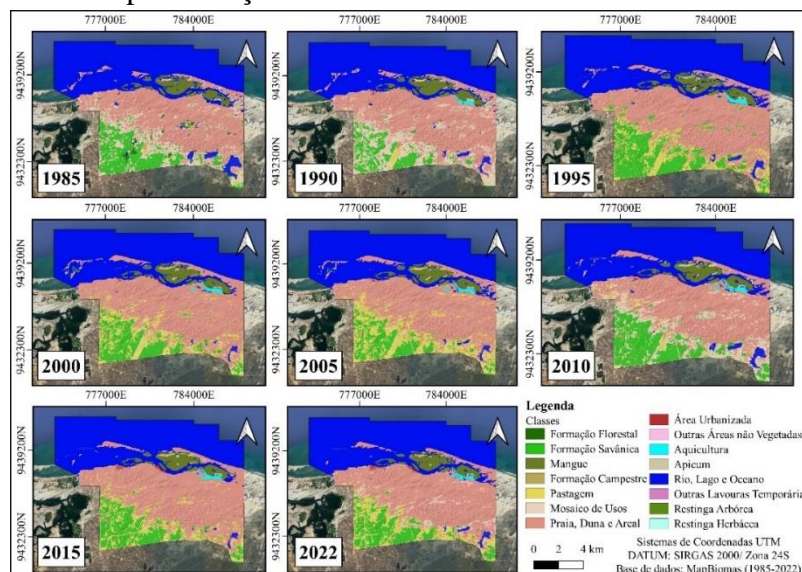 777000E 784000E
777000E 784000E
777000E 784000E
9439200N
9432300N
1985
9439200N
9432300N
1990
9439200N
9432300N
1995
777000E 784000E
777000E 784000E
777000E 784000E
9439200N
9432300N
2000
9439200N
9432300N
2005
9439200N
9432300N
2010
777000E 784000E
777000E 784000E
9439200N
9432300N
2015
9439200N
9432300N
2022
Legenda
Classes
Formação Florestal
Formação Savânica
Mangue
Formação Campestre
Pastagem
Mosaico de Usos
Praia, Duna e Areal
Área Urbanizada
Outras Áreas não Vegetadas
Aquicultura
Apicum
Rio, Lago e Oceano
Outras Lavouras Temporária
Restinga Arbórea
Restinga Herbácea
0 2 4 km
Sistemas de Coordenadas UTM
DATUM: SIRGAS 2000/ Zona 24S
Base de dados: MapBiomas (1985-2022)